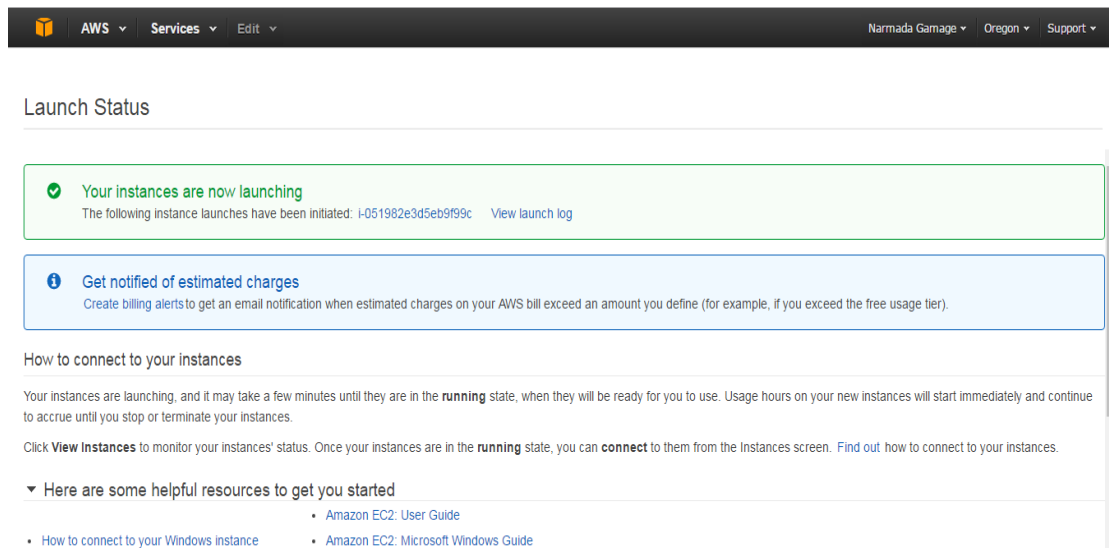 AWS Services Edit Narmada Gamage Oregon Support
Launch Status
Your instances are now launching
The following instance launches have been initiated: i-051982e3d5eb9f99c View launch log
Get notified of estimated charges
Create billing alerts to get an email notification when estimated charges on your AWS bill exceed an amount you define (for example, if you exceed the free usage tier).
How to connect to your instances
Your instances are launching, and it may take a few minutes until they are in the running state, when they will be ready for you to use. Usage hours on your new instances will start immediately and continue
to accrue until you stop or terminate your instances.
Click View Instances to monitor your instances' status. Once your instances are in the running state, you can connect to them from the Instances screen. Find out how to connect to your instances.
Here are some helpful resources to get you started
• Amazon EC2: User Guide
• How to connect to your Windows instance • Amazon EC2: Microsoft Windows Guide